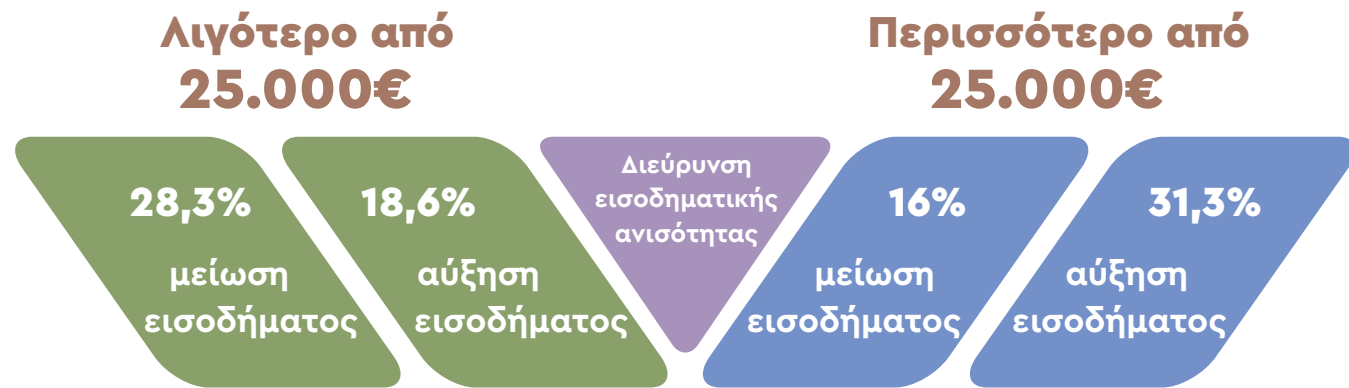 Λιγότερο από
25.000€
Περισσότερο από
25.000€
28,3%
μείωση
εισοδήματος
18,6%
αύξηση
εισοδήματος
Διεύρυνση
εισοδηματικής
ανισότητας
16%
μείωση
εισοδήματος
31,3%
αύξηση
εισοδήματος